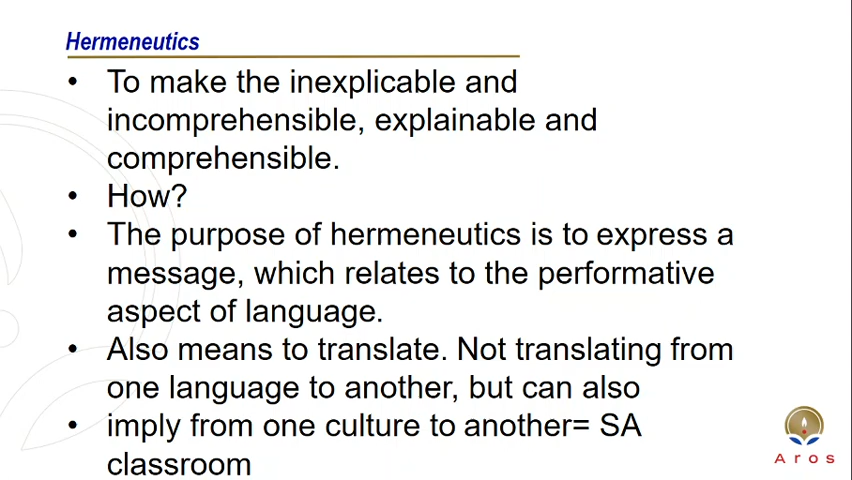 Hermeneutics
• To make the inexplicable and
incomprehensible, explainable and
comprehensible.
• How?
• The purpose of hermeneutics is to express a
message, which relates to the performative
aspect of language.
• Also means to translate. Not translating from
one language to another, but can also
• imply from one culture to another= SA
classroom
Aros